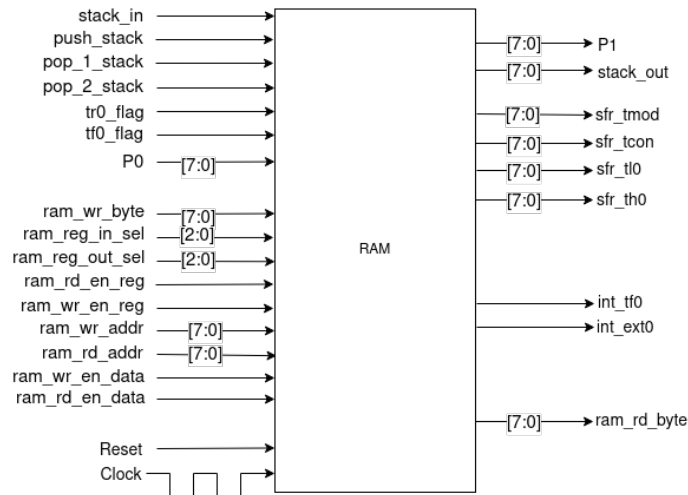 stack_in
push_stack
pop_1_stack
pop_2_stack
tr0_flag
tf0_flag
P0 [7:0]
ram_wr_byte [7:0]
ram_reg_in_sel [2:0]
ram_reg_out_sel [2:0]
ram_rd_en_reg
ram_wr_en_reg
ram_wr_addr [7:0]
ram_rd_addr [7:0]
ram_wr_en_data
ram_rd_en_data
Reset
Clock
RAM
[7:0] P1
[7:0] stack_out
[7:0] sfr_tmod
[7:0] sfr_tcon
[7:0] sfr_tl0
[7:0] sfr_th0
int_tf0
int_ext0
[7:0] ram_rd_byte